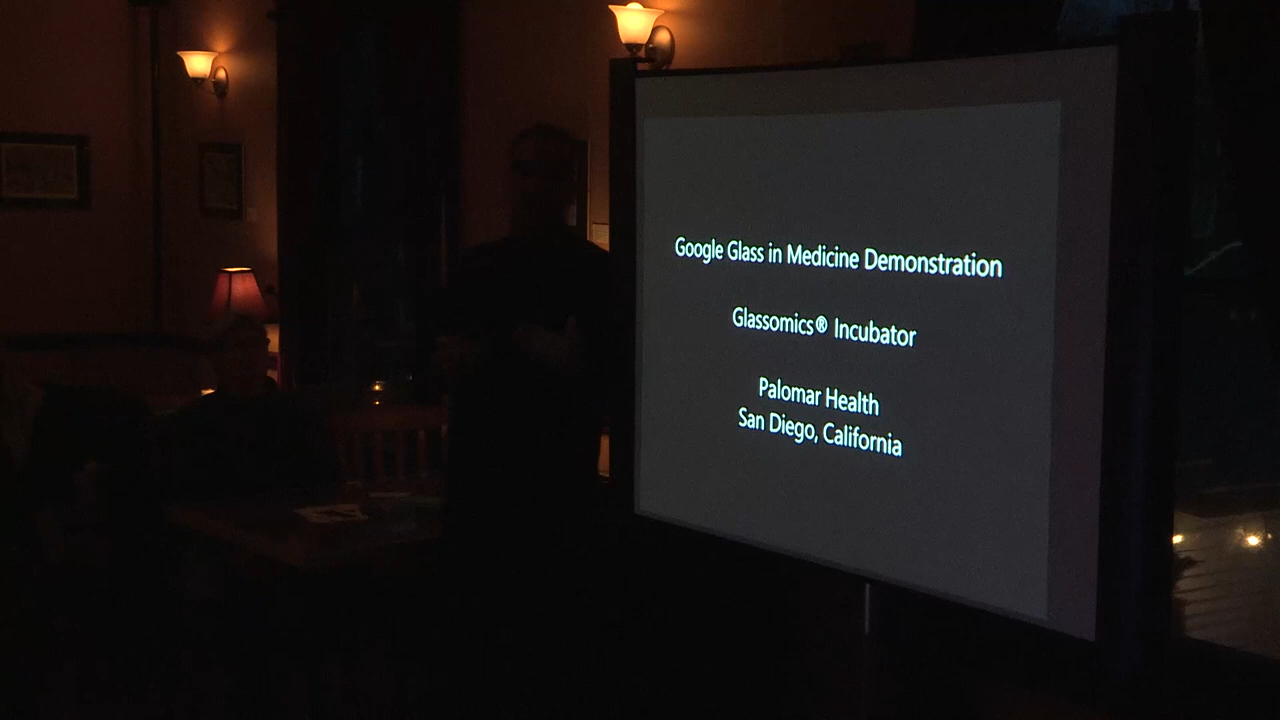 Google Glass in Medicine Demonstration
Glassomics® Incubator
Palomar Health
San Diego, California